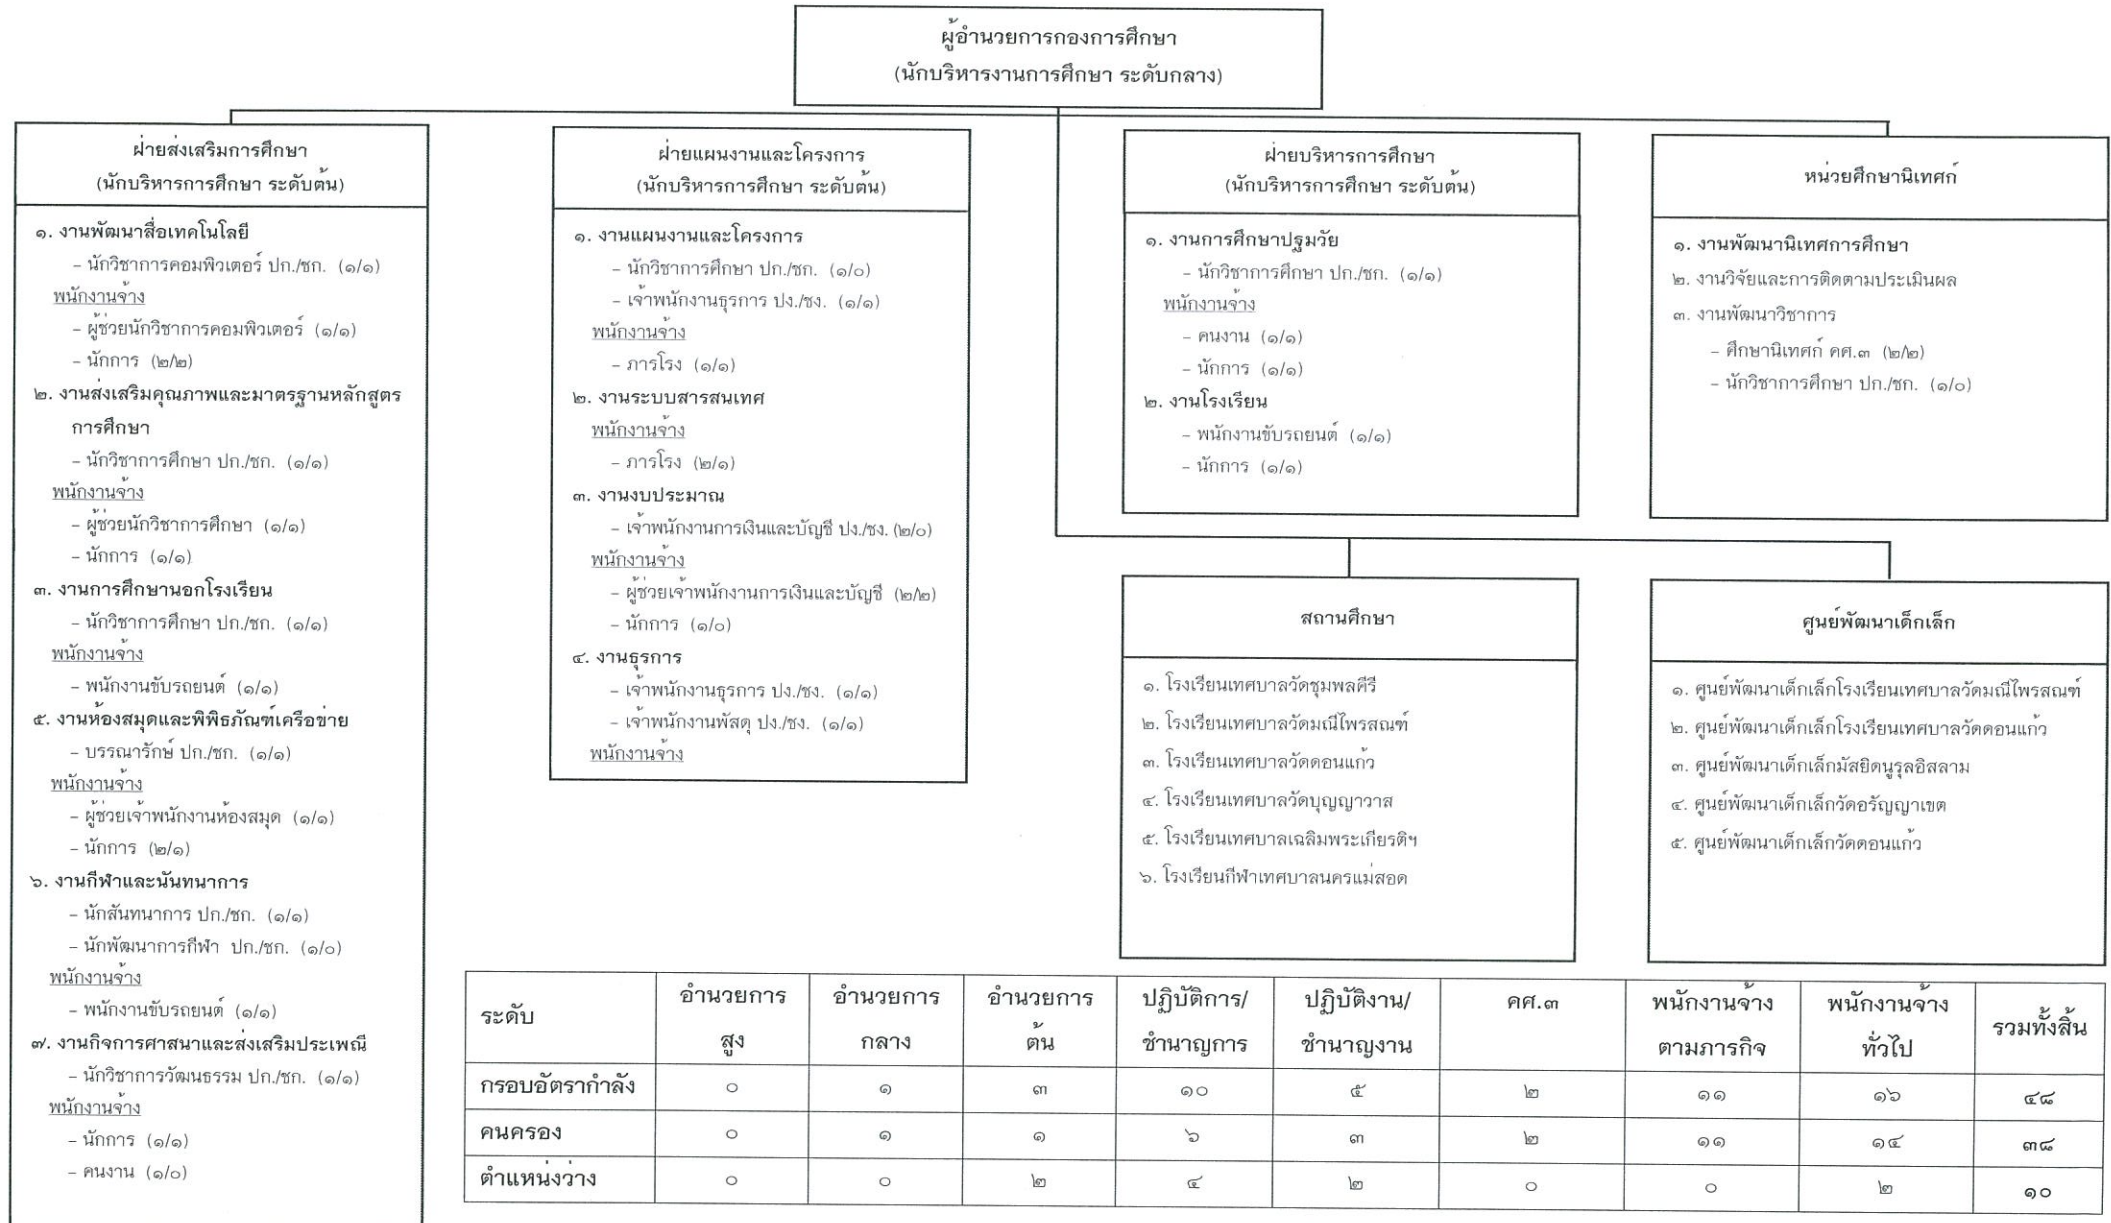 ผู้อำนวยการกองการศึกษา
(นักบริหารงานการศึกษา ระดับกลาง)
ฝ่ายส่งเสริมการศึกษา
(นักบริหารการศึกษา ระดับต้น)
๑. งานพัฒนาสื่อเทคโนโลยี
– นักวิชาการคอมพิวเตอร์ ปก./ชก. (๑/๑)
พนักงานจ้าง
– ผู้ช่วยนักวิชาการคอมพิวเตอร์ (๑/๑)
– นักการ (๒/๒)
๒. งานส่งเสริมคุณภาพและมาตรฐานหลักสูตร
การศึกษา
– นักวิชาการศึกษา ปก./ชก. (๑/๑)
พนักงานจ้าง
– ผู้ช่วยนักวิชาการศึกษา (๑/๑)
– นักการ (๑/๑)
๓. งานการศึกษานอกโรงเรียน
– นักวิชาการศึกษา ปก./ชก. (๑/๑)
พนักงานจ้าง
– พนักงานขับรถยนต์ (๑/๑)
๕. งานห้องสมุดและพิพิธภัณฑ์เครือข่าย
– บรรณารักษ์ ปก./ชก. (๑/๑)
พนักงานจ้าง
– ผู้ช่วยเจ้าพนักงานห้องสมุด (๑/๑)
– นักการ (๒/๑)
๖. งานกีฬาและนันทนาการ
– นักสันทนาการ ปก./ชก. (๑/๑)
– นักพัฒนาการกีฬา ปก./ชก. (๑/๐)
พนักงานจ้าง
– พนักงานขับรถยนต์ (๑/๑)
๗. งานกิจการศาสนาและส่งเสริมประเพณี
– นักวิชาการวัฒนธรรม ปก./ชก. (๑/๑)
พนักงานจ้าง
– นักการ (๑/๑)
– คนงาน (๑/๐)
ฝ่ายแผนงานและโครงการ
(นักบริหารการศึกษา ระดับต้น)
๑. งานแผนงานและโครงการ
– นักวิชาการศึกษา ปก./ชก. (๑/๐)
– เจ้าพนักงานธุรการ ปง./ชง. (๑/๑)
พนักงานจ้าง
– ภารโรง (๑/๑)
๒. งานระบบสารสนเทศ
พนักงานจ้าง
– ภารโรง (๒/๑)
๓. งานงบประมาณ
– เจ้าพนักงานการเงินและบัญชี ปง./ชง. (๒/๐)
พนักงานจ้าง
– ผู้ช่วยเจ้าพนักงานการเงินและบัญชี (๒/๒)
– นักการ (๑/๐)
๔. งานธุรการ
– เจ้าพนักงานธุรการ ปง./ชง. (๑/๑)
– เจ้าพนักงานพัสดุ ปง./ชง. (๑/๑)
พนักงานจ้าง
ฝ่ายบริหารการศึกษา
(นักบริหารการศึกษา ระดับต้น)
๑. งานการศึกษาปฐมวัย
– นักวิชาการศึกษา ปก./ชก. (๑/๑)
พนักงานจ้าง
– คนงาน (๑/๑)
– นักการ (๑/๑)
๒. งานโรงเรียน
– พนักงานขับรถยนต์ (๑/๑)
– นักการ (๑/๑)
หน่วยศึกษานิเทศก์
๑. งานพัฒนานิเทศการศึกษา
๒. งานวิจัยและการติดตามประเมินผล
๓. งานพัฒนาวิชาการ
– ศึกษานิเทศก์ คศ.๓ (๒/๒)
– นักวิชาการศึกษา ปก./ชก. (๑/๐)
สถานศึกษา
๑. โรงเรียนเทศบาลวัดชุมพลคีรี
๒. โรงเรียนเทศบาลวัดมณีไพรสณฑ์
๓. โรงเรียนเทศบาลวัดดอนแก้ว
๔. โรงเรียนเทศบาลวัดบุญญาวาส
๕. โรงเรียนเทศบาลเฉลิมพระเกียรติฯ
๖. โรงเรียนกีฬาเทศบาลนครแม่สอด
ศูนย์พัฒนาเด็กเล็ก
๑. ศูนย์พัฒนาเด็กเล็กโรงเรียนเทศบาลวัดมณีไพรสณฑ์
๒. ศูนย์พัฒนาเด็กเล็กโรงเรียนเทศบาลวัดดอนแก้ว
๓. ศูนย์พัฒนาเด็กเล็กมัสยิดนูรุลอิสลาม
๔. ศูนย์พัฒนาเด็กเล็กวัดอรัญญาเขต
๕. ศูนย์พัฒนาเด็กเล็กวัดดอนแก้ว
ระดับ อำนวยการสูง อำนวยการกลาง อำนวยการต้น ปฏิบัติการ/ชำนาญการ ปฏิบัติงาน/ชำนาญงาน คศ.๓ พนักงานจ้างตามภารกิจ พนักงานจ้างทั่วไป รวมทั้งสิ้น
กรอบอัตรากำลัง ๐ ๑ ๓ ๑๐ ๕ ๒ ๑๑ ๑๖ ๔๘
คนครอง ๐ ๑ ๑ ๖ ๓ ๒ ๑๑ ๑๔ ๓๘
ตำแหน่งว่าง ๐ ๐ ๒ ๔ ๒ ๐ ๐ ๒ ๑๐